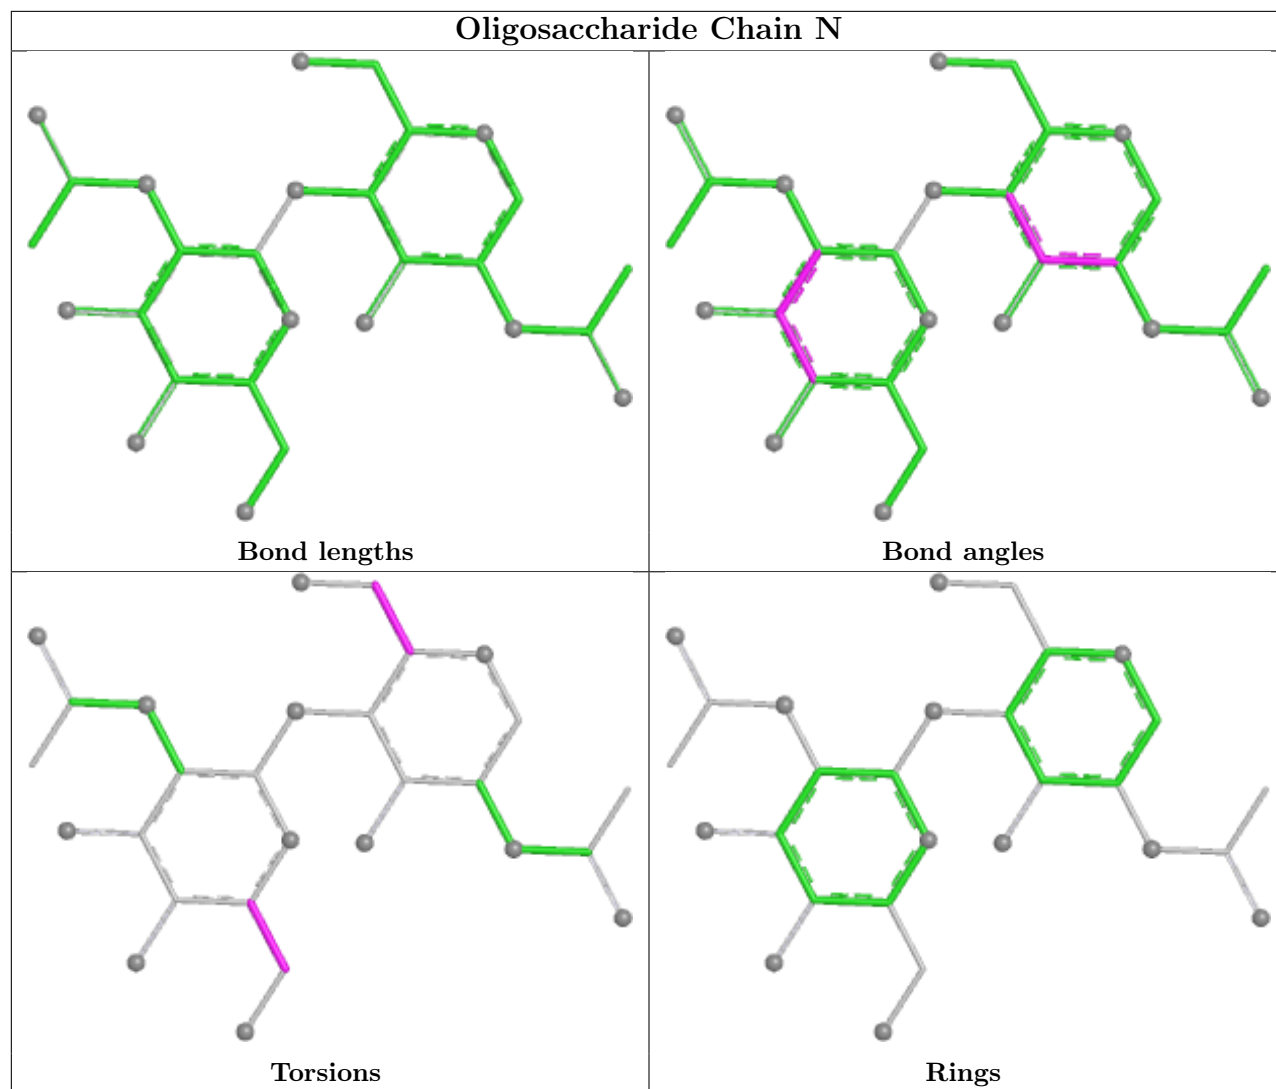 Oligosaccharide Chain N
Bond lengths
Bond angles
Torsions
Rings